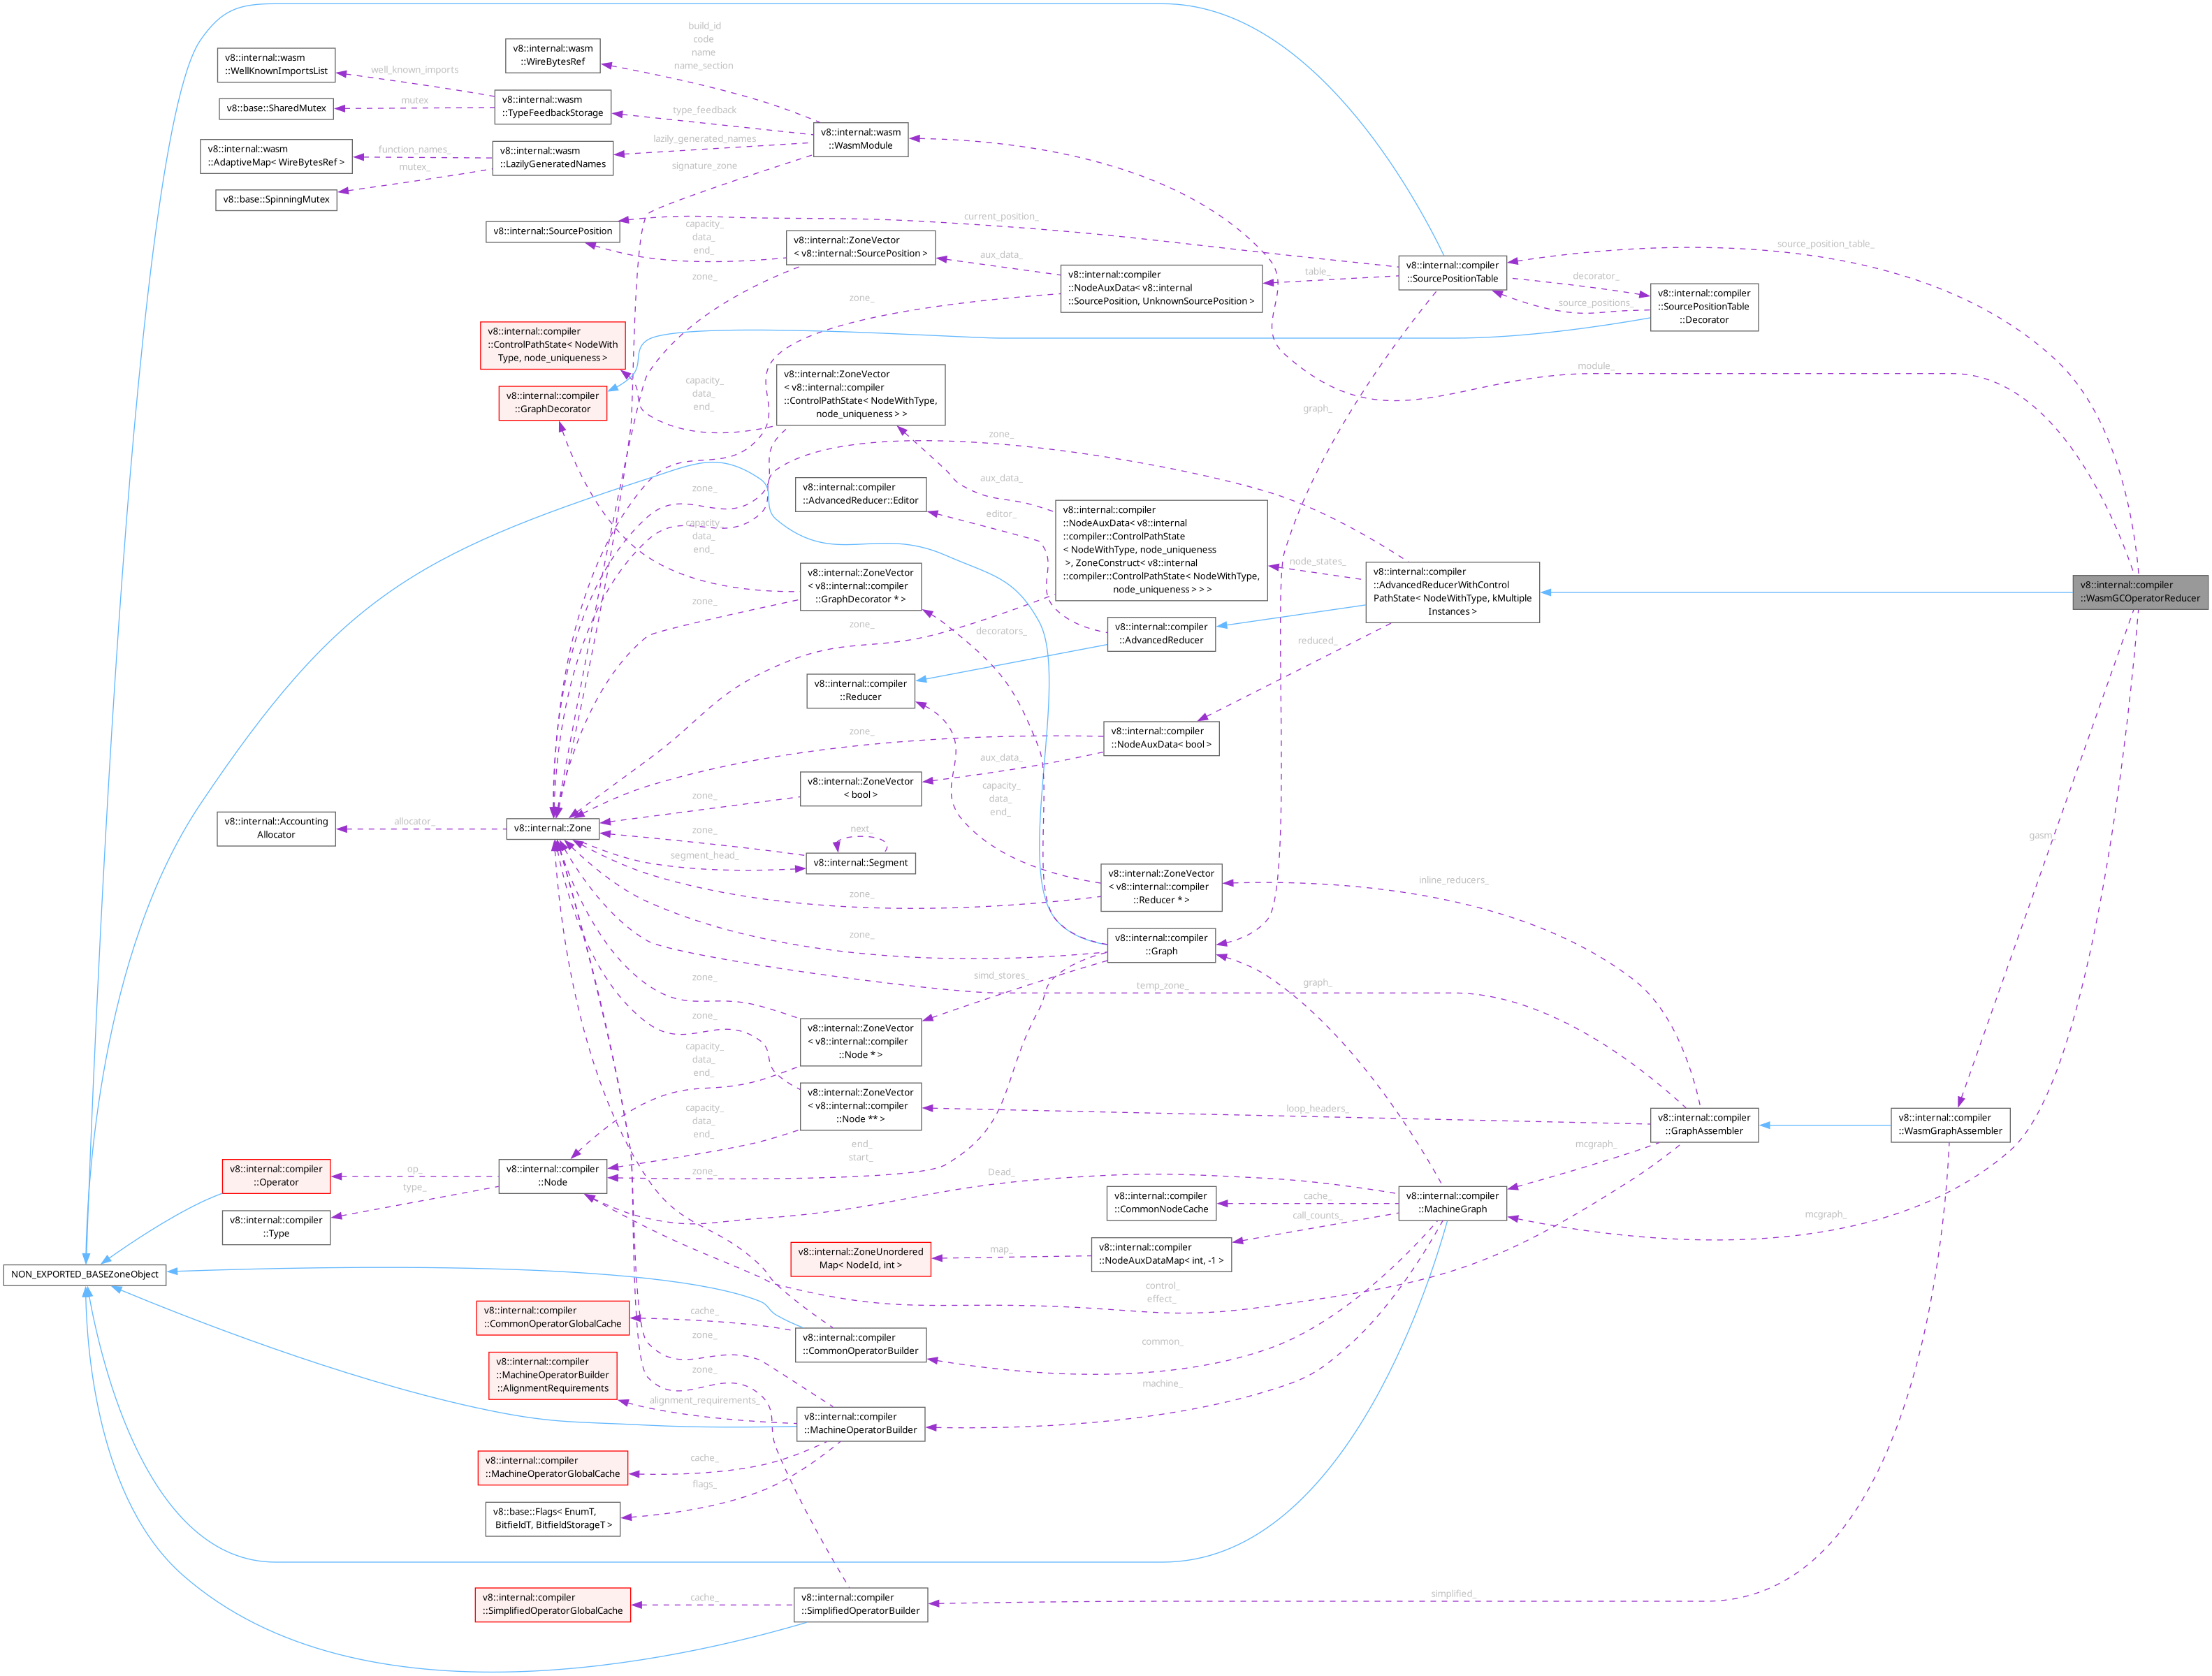 build_id
code
name
name_section
v8::internal::wasm
::WireBytesRef
v8::internal::wasm
::WellKnownImportsList
well_known_imports
v8::base::SharedMutex
mutex
v8::internal::wasm
::TypeFeedbackStorage
type_feedback
v8::internal::wasm
::WasmModule
v8::internal::wasm
::AdaptiveMap< WireBytesRef >
function_names_
mutex_
v8::internal::wasm
::LazilyGeneratedNames
lazily_generated_names
signature_zone
v8::base::SpinningMutex
v8::internal::SourcePosition
capacity_
data_
end_
zone_
v8::internal::ZoneVector
< v8::internal::SourcePosition >
current_position_
aux_data_
zone_
v8::internal::compiler
::NodeAuxData< v8::internal
::SourcePosition, UnknownSourcePosition >
table_
v8::internal::compiler
::SourcePositionTable
decorator_
source_positions_
v8::internal::compiler
::SourcePositionTable
::Decorator
source_position_table_
module_
graph_
v8::internal::compiler
::ControlPathState< NodeWith
Type, node_uniqueness >
v8::internal::compiler
::GraphDecorator
capacity_
data_
end_
v8::internal::ZoneVector
< v8::internal::compiler
::ControlPathState< NodeWithType,
node_uniqueness > >
zone_
zone_
capacity_
data_
end_
v8::internal::compiler
::AdvancedReducer::Editor
aux_data_
editor_
v8::internal::compiler
::NodeAuxData< v8::internal
::compiler::ControlPathState
< NodeWithType, node_uniqueness
>, ZoneConstruct< v8::internal
::compiler::ControlPathState< NodeWithType,
node_uniqueness > > >
node_states_
v8::internal::compiler
::AdvancedReducerWithControl
PathState< NodeWithType, kMultiple
Instances >
v8::internal::compiler
::WasmGCOperatorReducer
v8::internal::ZoneVector
< v8::internal::compiler
::GraphDecorator * >
zone_
zone_
decorators_
v8::internal::compiler
::AdvancedReducer
reduced_
v8::internal::compiler
::Reducer
v8::internal::compiler
::NodeAuxData< bool >
zone_
aux_data_
v8::internal::ZoneVector
< bool >
zone_
capacity_
data_
end_
v8::internal::Accounting
Allocator
allocator_
v8::internal::Zone
zone_
segment_head_
next_
v8::internal::Segment
gasm_
v8::internal::ZoneVector
< v8::internal::compiler
::Reducer * >
zone_
inline_reducers_
v8::internal::compiler
::Graph
zone_
simd_stores_
temp_zone_
graph_
v8::internal::ZoneVector
< v8::internal::compiler
::Node * >
zone_
zone_
capacity_
data_
end_
v8::internal::ZoneVector
< v8::internal::compiler
::Node ** >
loop_headers_
v8::internal::compiler
::GraphAssembler
v8::internal::compiler
::WasmGraphAssembler
capacity_
data_
end_
end_
start_
mcgraph_
v8::internal::compiler
::Operator
op_
type_
v8::internal::compiler
::Node
zone_
Dead_
v8::internal::compiler
::CommonNodeCache
cache_
call_counts_
v8::internal::compiler
::MachineGraph
mcgraph_
v8::internal::compiler
::Type
NON_EXPORTED_BASEZoneObject
v8::internal::ZoneUnordered
Map< NodeId, int >
map_
v8::internal::compiler
::NodeAuxDataMap< int, -1 >
control_
effect_
v8::internal::compiler
::CommonOperatorGlobalCache
cache_
zone_
v8::internal::compiler
::CommonOperatorBuilder
common_
v8::internal::compiler
::MachineOperatorBuilder
::AlignmentRequirements
zone_
alignment_requirements_
machine_
v8::internal::compiler
::MachineOperatorBuilder
v8::internal::compiler
::MachineOperatorGlobalCache
cache_
flags_
v8::base::Flags< EnumT,
BitfieldT, BitfieldStorageT >
v8::internal::compiler
::SimplifiedOperatorGlobalCache
cache_
v8::internal::compiler
::SimplifiedOperatorBuilder
simplified_